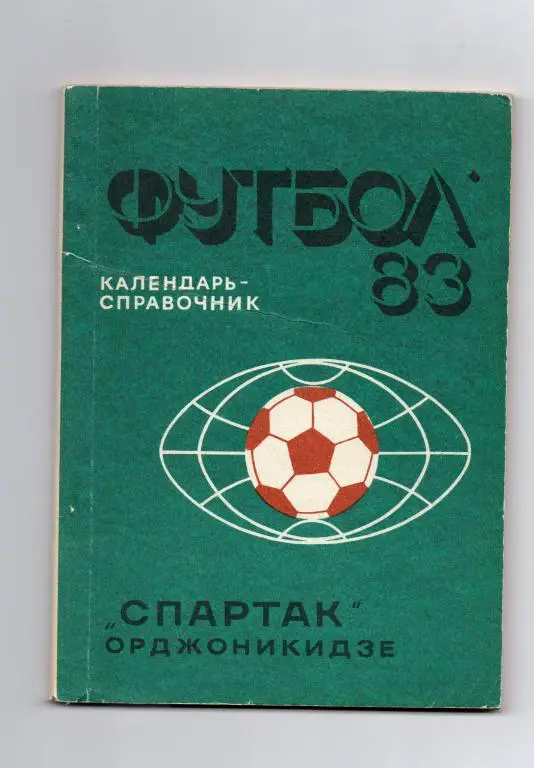 ФУТБОЛ'
83
КАЛЕНДАРЬ-
СПРАВОЧНИК
„СПАРТАК“
ОРДЖОНИКИДЗЕ